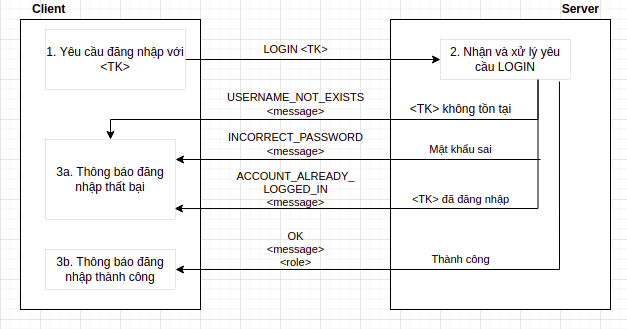 Client
Server
1. Yêu cầu đăng nhập với
<TK>
LOGIN <TK>
2. Nhận và xử lý yêu
cầu LOGIN
USERNAME_NOT_EXISTS
<message>
<TK> không tồn tại
INCORRECT_PASSWORD
<message>
Mật khẩu sai
3a. Thông báo đăng
nhập thất bại
ACCOUNT_ALREADY_
LOGGED_IN
<message>
<TK> đã đăng nhập
OK
<message>
<role>
Thành công
3b. Thông báo đăng
nhập thành công